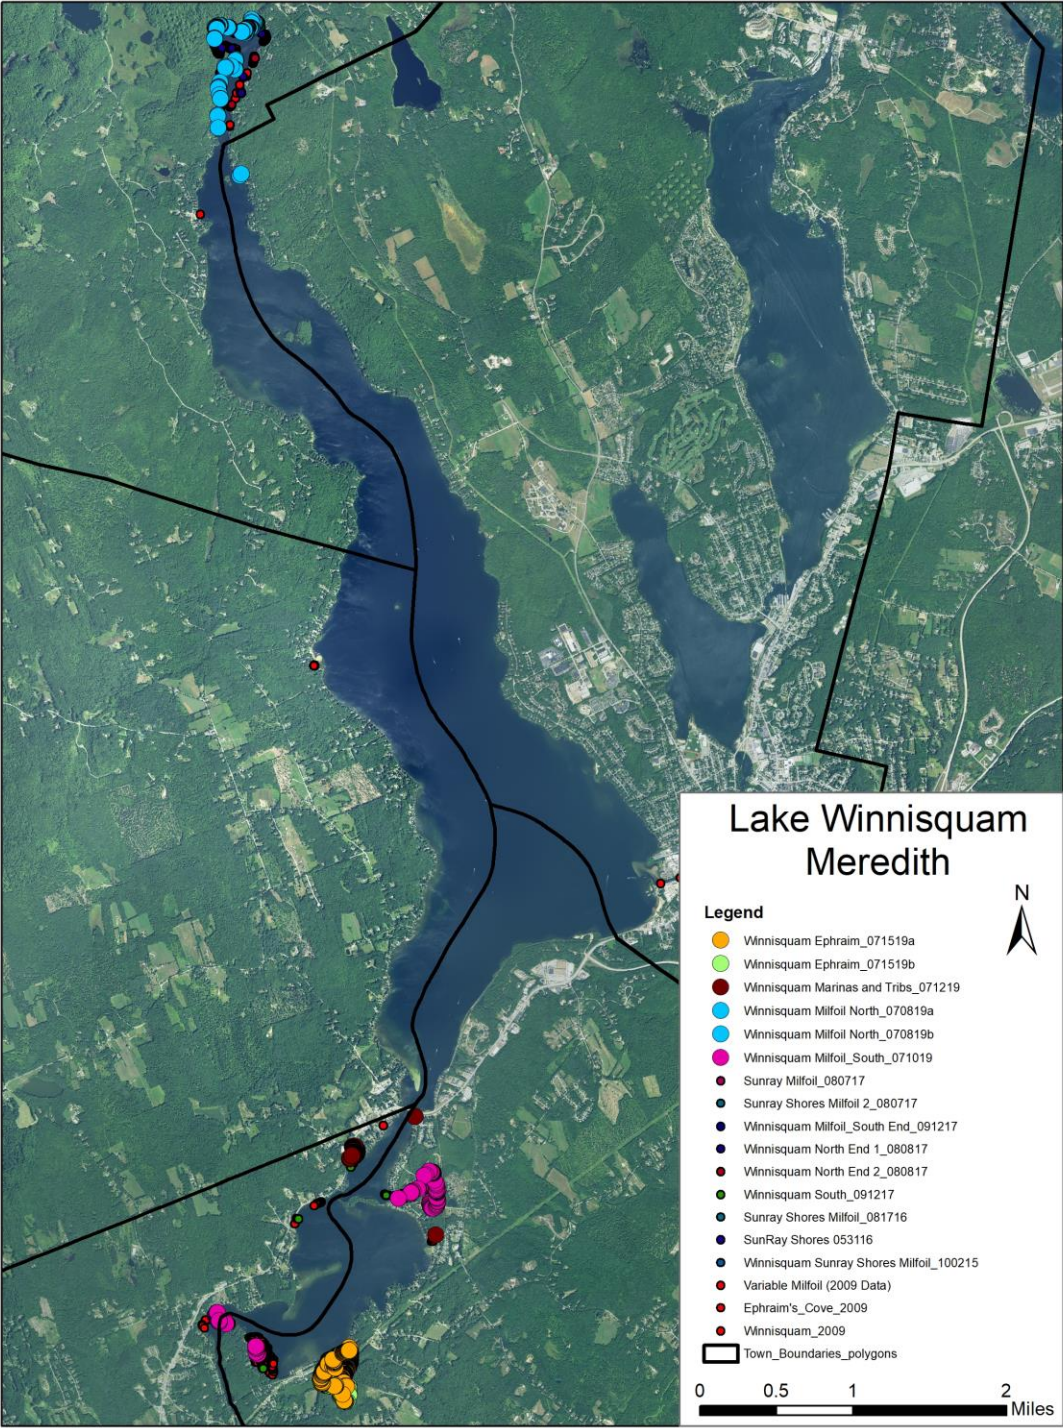 Lake Winnisquam
Meredith
N
Legend
Winnisquam Ephraim_071519a
Winnisquam Ephraim_071519b
Winnisquam Marinas and Tribs_071219
Winnisquam Milfoil North_070819a
Winnisquam Milfoil North_070819b
Winnisquam Milfoil_South_071019
Sunray Milfoil_080717
Sunray Shores Milfoil 2_080717
Winnisquam Milfoil_South End_091217
Winnisquam North End 1_080817
Winnisquam North End 2_080817
Winnisquam South_091217
Sunray Shores Milfoil_081716
SunRay Shores 053116
Winnisquam Sunray Shores Milfoil_100215
Variable Milfoil (2009 Data)
Ephraim's_Cove_2009
Winnisquam_2009
Town_Boundaries_polygons
0 0.5 1 2
Miles